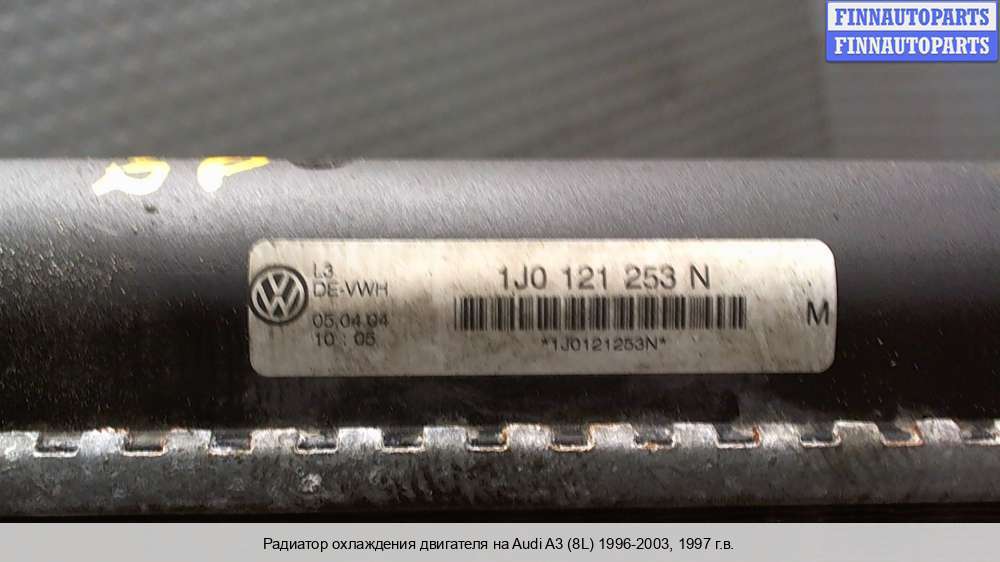 FINNAUTOPARTS
FINNAUTOPARTS
L3
DE-VWH
05.04.04
10 : 05
1J0 121 253 N
*1J0121253N*
M
Радиатор охлаждения двигателя на Audi A3 (8L) 1996-2003, 1997 г.в.